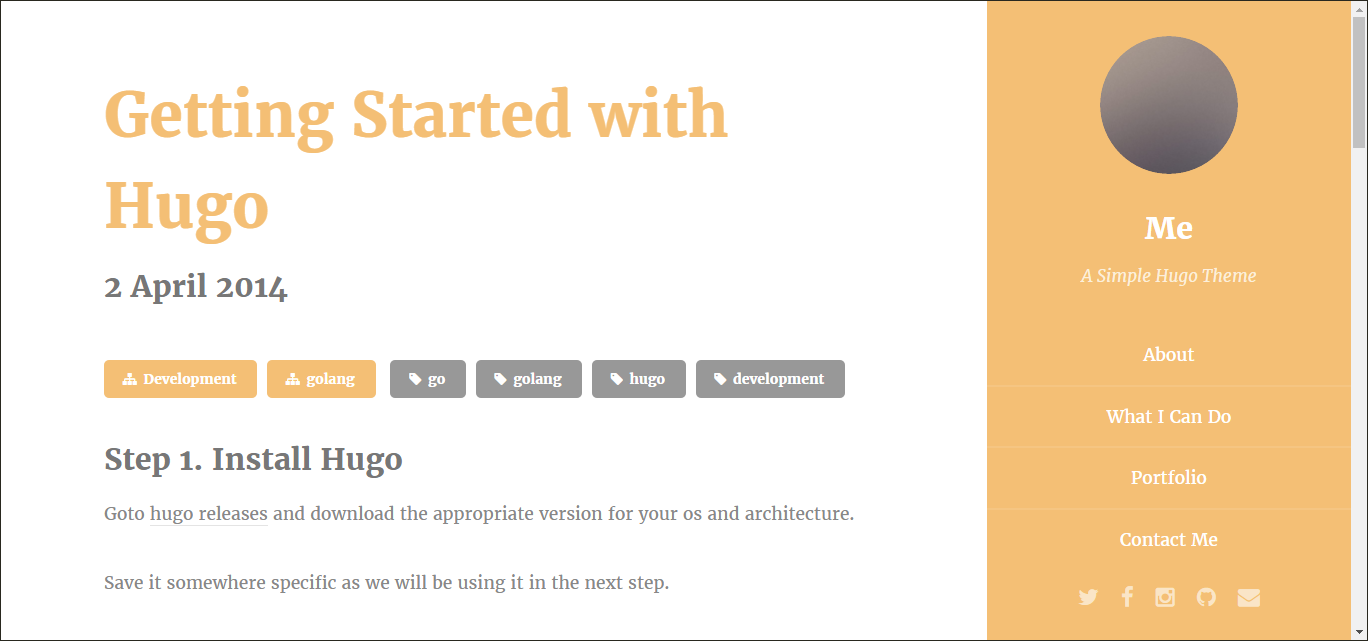 Getting Started with
Hugo
2 April 2014
Development golang go golang hugo development
Step 1. Install Hugo
Goto hugo releases and download the appropriate version for your os and architecture.
Save it somewhere specific as we will be using it in the next step.
Me
A Simple Hugo Theme
About
What I Can Do
Portfolio
Contact Me